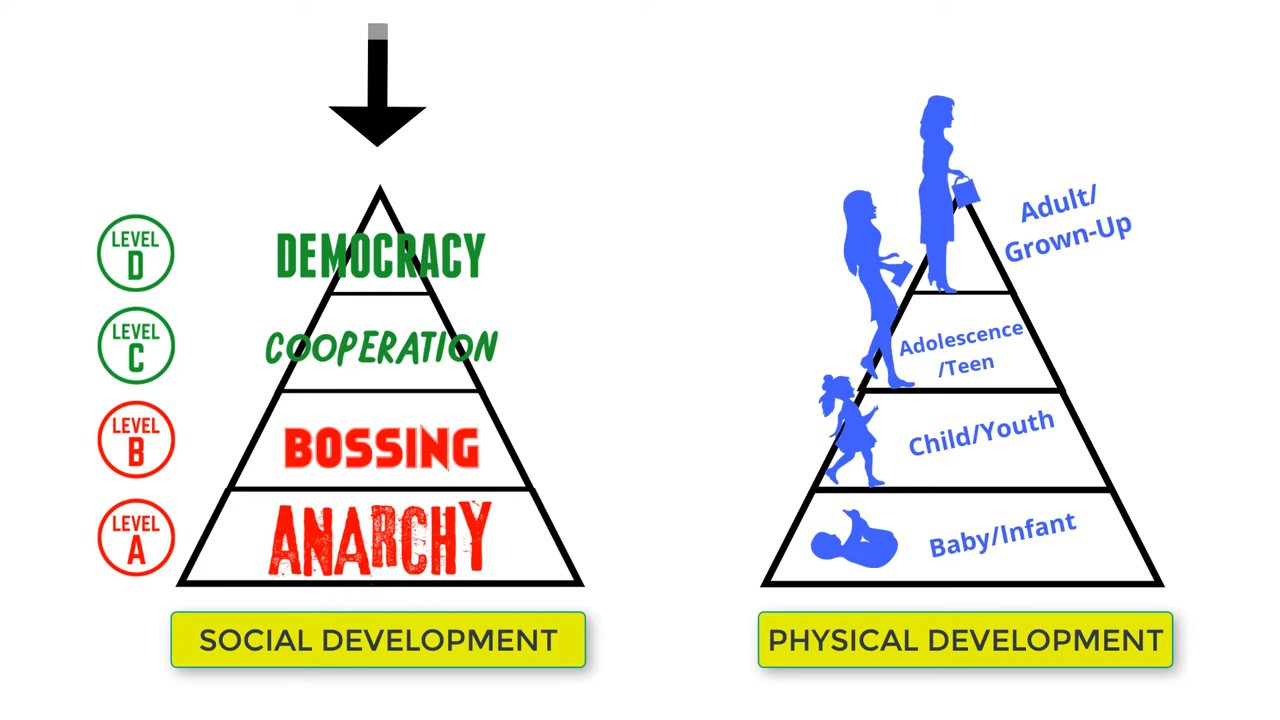 LEVEL
D
DEMOCRACY
LEVEL
C
COOPERATION
LEVEL
B
BOSSING
LEVEL
A
ANARCHY
SOCIAL DEVELOPMENT
Adult/
Grown-Up
Adolescence
/Teen
Child/Youth
Baby/Infant
PHYSICAL DEVELOPMENT